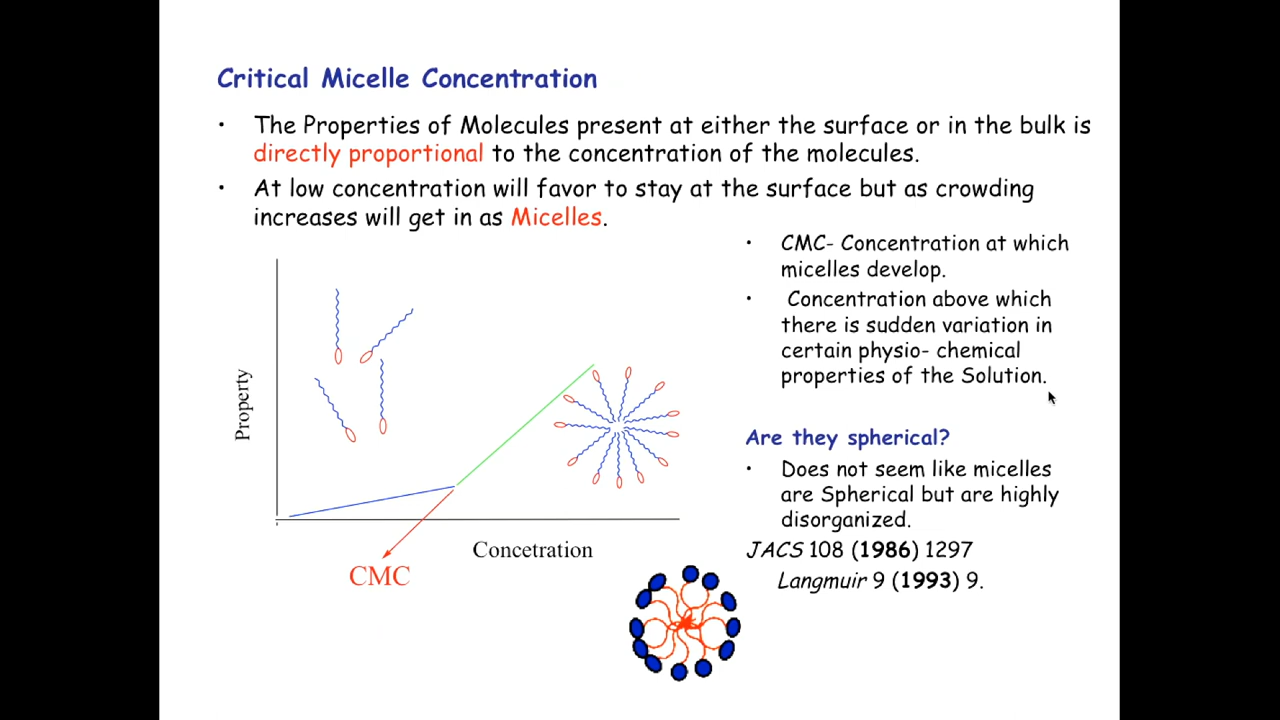 Critical Micelle Concentration
• The Properties of Molecules present at either the surface or in the bulk is
directly proportional to the concentration of the molecules.
• At low concentration will favor to stay at the surface but as crowding
increases will get in as Micelles.
• CMC- Concentration at which
micelles develop.
• Concentration above which
there is sudden variation in
certain physio- chemical
properties of the Solution.
Property
Concetration
CMC
Are they spherical?
• Does not seem like micelles
are Spherical but are highly
disorganized.
JACS 108 (1986) 1297
Langmuir 9 (1993) 9.